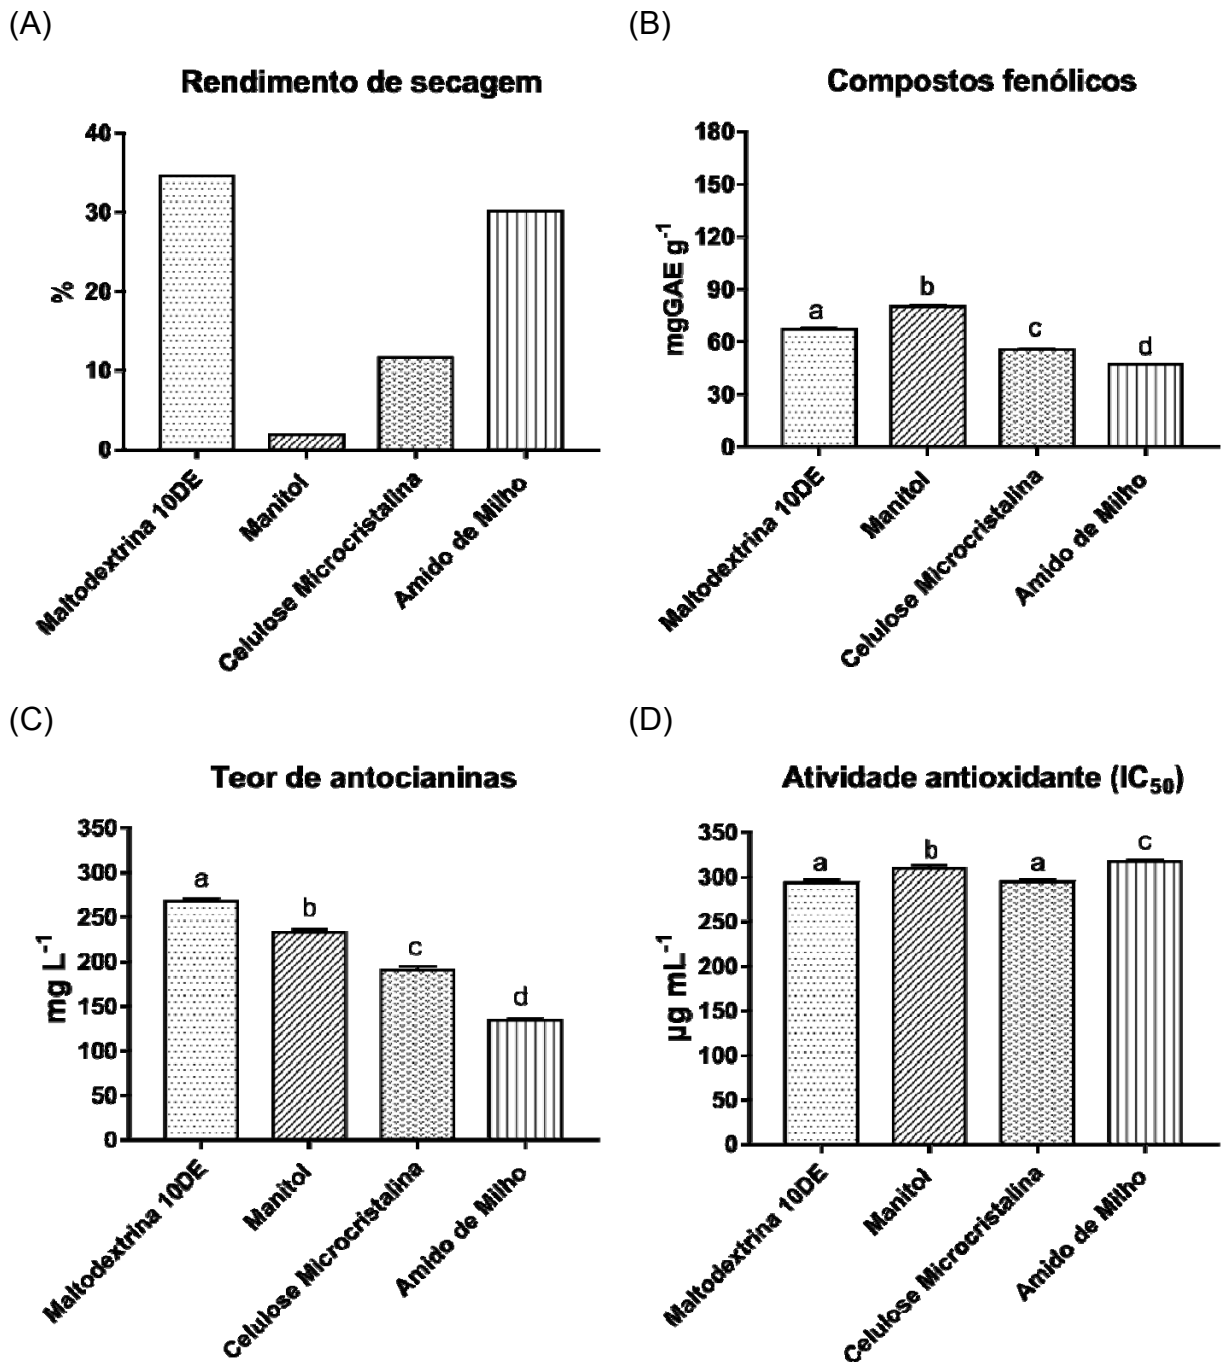 (A)
Rendimento de secagem
40
30
20
10
0
%
Maltodextrina 10DE
Manitol
Celulose Microcristalina
Amido de Milho
(B)
Compostos fenólicos
180
150
120
90
60
30
0
mgGAE g⁻¹
a
b
c
d
Maltodextrina 10DE
Manitol
Celulose Microcristalina
Amido de Milho
(C)
Teor de antocianinas
350
300
250
200
150
100
50
0
mg L⁻¹
a
b
c
d
Maltodextrina 10DE
Manitol
Celulose Microcristalina
Amido de Milho
(D)
Atividade antioxidante (IC₅₀)
350
300
250
200
150
100
50
0
µg mL⁻¹
a
b
a
c
Maltodextrina 10DE
Manitol
Celulose Microcristalina
Amido de Milho